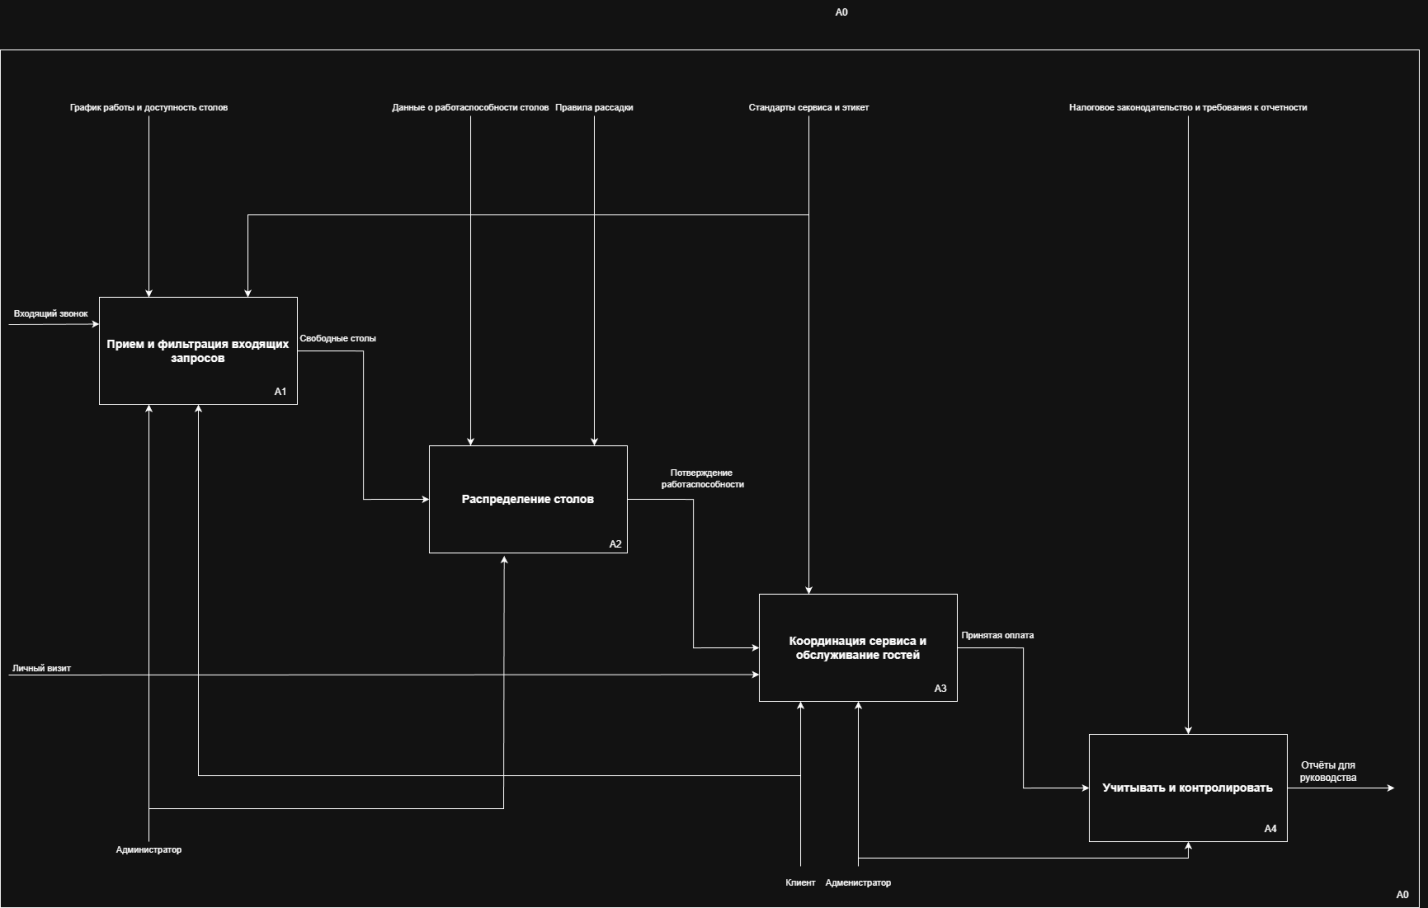 A0
График работы и доступность столов
Данные о работаспособности столов
Правила рассадки
Стандарты сервиса и этикет
Налоговое законодательство и требования к отчетности
Входящий звонок
Прием и фильтрация входящих
запросов
A1
Свободные столы
Распределение столов
A2
Потверждение
работаспособности
Личный визит
Координация сервиса и
обслуживание гостей
A3
Принятая оплата
Учитывать и контролировать
A4
Отчёты для
руководства
Администратор
Клиент
Адменистратор
A0